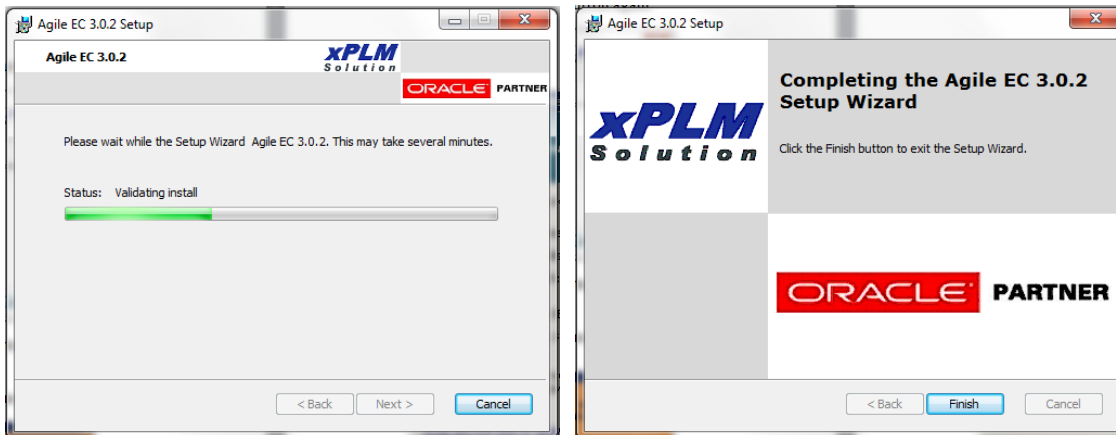 Agile EC 3.0.2 Setup
Agile EC 3.0.2
xPLM
Solution
ORACLE PARTNER
Please wait while the Setup Wizard Agile EC 3.0.2. This may take several minutes.
Status: Validating install
< Back Next > Cancel
Agile EC 3.0.2 Setup
Completing the Agile EC 3.0.2
Setup Wizard
xPLM
Solution
Click the Finish button to exit the Setup Wizard.
ORACLE PARTNER
< Back Finish Cancel